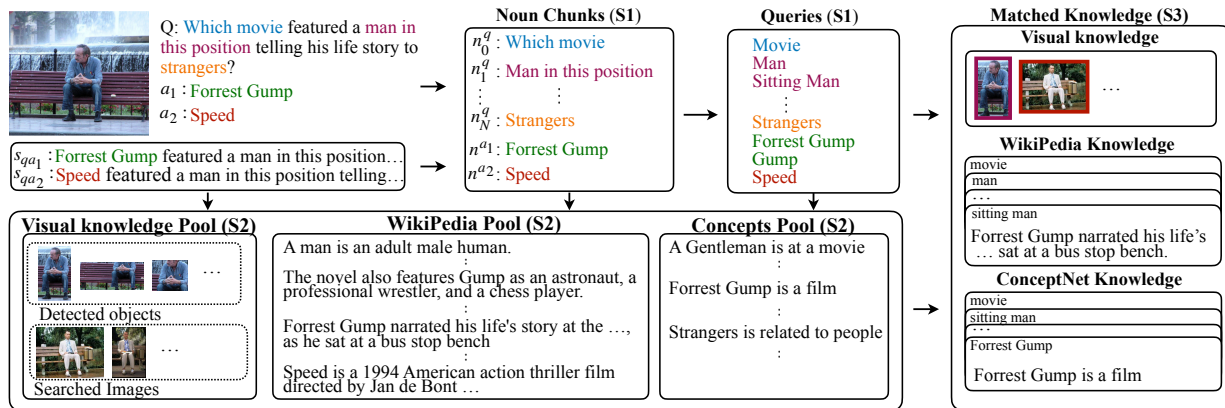 Q: Which movie featured a man in
this position telling his life story to
strangers?
a1 : Forrest Gump
a2 : Speed
sqa1 : Forrest Gump featured a man in this position…
sqa2 : Speed featured a man in this position telling…
Noun Chunks (S1)
n0q : Which movie
n1q : Man in this position
⋮ ⋮
nNq : Strangers
na1 : Forrest Gump
na2 : Speed
Queries (S1)
Movie
Man
Sitting Man
⋮
Strangers
Forrest Gump
Gump
Speed
Matched Knowledge (S3)
Visual knowledge
…
WikiPedia Knowledge
movie
man
…
sitting man
Forrest Gump narrated his life's
… sat at a bus stop bench.
ConceptNet Knowledge
movie
sitting man
…
Forrest Gump
Forrest Gump is a film
Visual knowledge Pool (S2)
…
Detected objects
…
Searched Images
WikiPedia Pool (S2)
A man is an adult male human.
⋮
The novel also features Gump as an astronaut, a
professional wrestler, and a chess player.
⋮
Forrest Gump narrated his life's story at the …,
as he sat at a bus stop bench
⋮
Speed is a 1994 American action thriller film
directed by Jan de Bont …
Concepts Pool (S2)
A Gentleman is at a movie
⋮
Forrest Gump is a film
⋮
Strangers is related to people
⋮